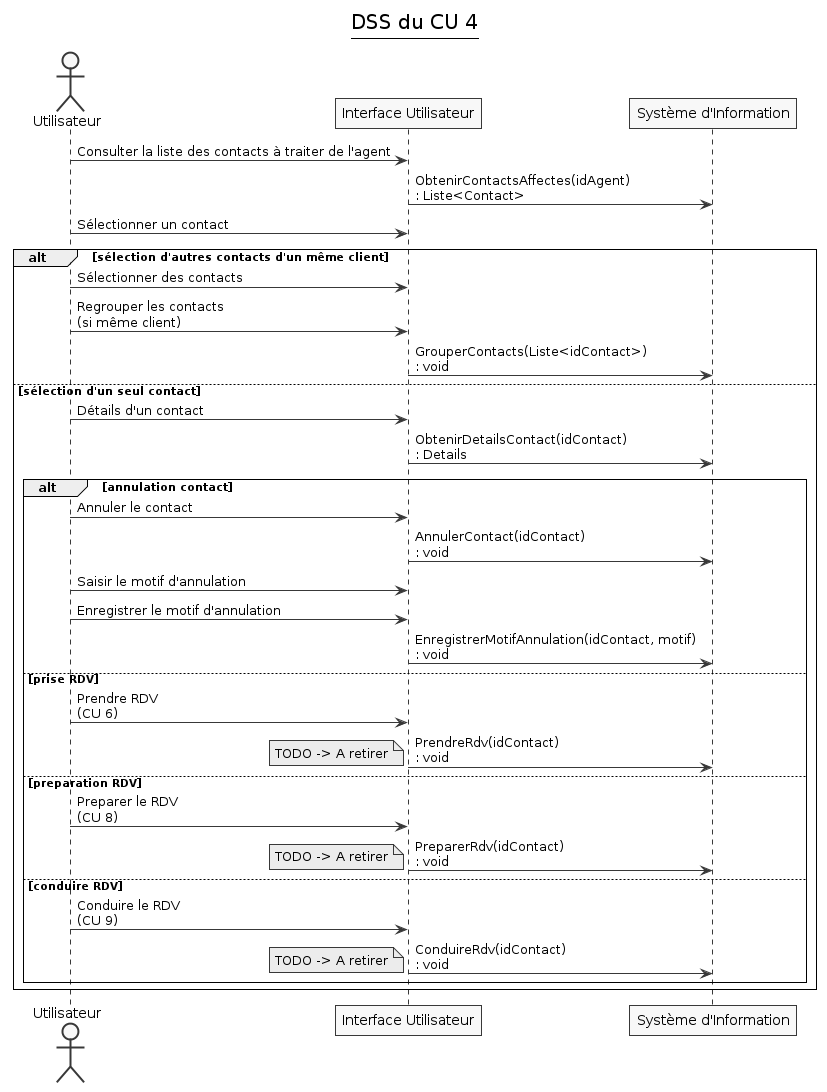 DSS du CU 4
Utilisateur
Interface Utilisateur
Système d'Information
Consulter la liste des contacts à traiter de l'agent
ObtenirContactsAffectes(idAgent)
: Liste<Contact>
Sélectionner un contact
alt [sélection d'autres contacts d'un même client]
Sélectionner des contacts
Regrouper les contacts
(si même client)
GrouperContacts(Liste<idContact>)
: void
[sélection d'un seul contact]
Détails d'un contact
ObtenirDetailsContact(idContact)
: Details
alt [annulation contact]
Annuler le contact
AnnulerContact(idContact)
: void
Saisir le motif d'annulation
Enregistrer le motif d'annulation
EnregistrerMotifAnnulation(idContact, motif)
: void
[prise RDV]
Prendre RDV
(CU 6)
TODO -> A retirer
PrendreRdv(idContact)
: void
[preparation RDV]
Preparer le RDV
(CU 8)
TODO -> A retirer
PreparerRdv(idContact)
: void
[conduire RDV]
Conduire le RDV
(CU 9)
TODO -> A retirer
ConduireRdv(idContact)
: void
Utilisateur
Interface Utilisateur
Système d'Information